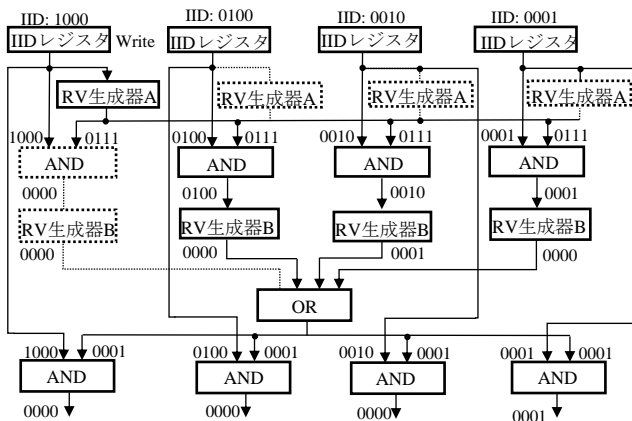 IID: 1000 IID: 0100 IID: 0010 IID: 0001
IIDレジスタ Write IIDレジスタ IIDレジスタ IIDレジスタ
RV生成器A RV生成器A RV生成器A RV生成器A
1000 0111 0100 0111 0010 0111 0001 0111
AND AND AND AND
0000 0100 0010 0001
RV生成器B RV生成器B RV生成器B RV生成器B
0000 0000 0001 0000
OR
1000 0001 0100 0001 0010 0001 0001 0001
AND AND AND AND
0000 0000 0000 0001